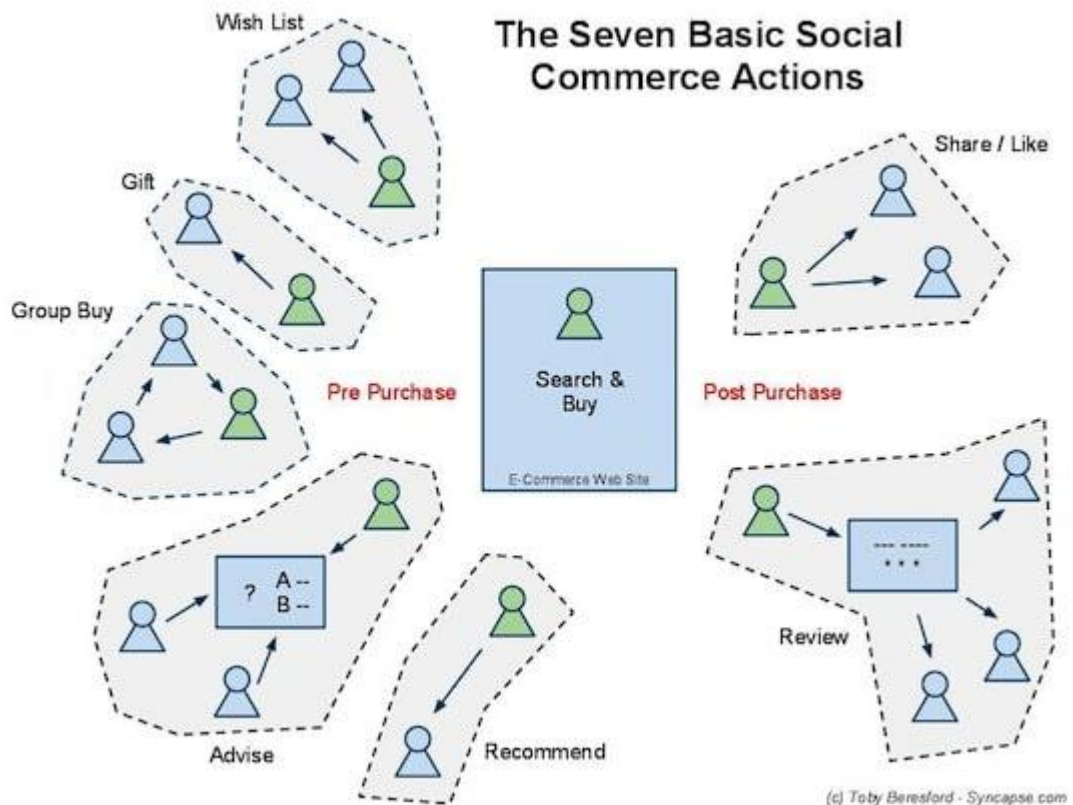 The Seven Basic Social
Commerce Actions
Wish List
Gift
Group Buy
Pre Purchase
Search &
Buy
E-Commerce Web Site
Post Purchase
Share / Like
? A --
B --
Advise
Recommend
--- ----
* * *
Review
(c) Toby Beresford - Syncapse.com